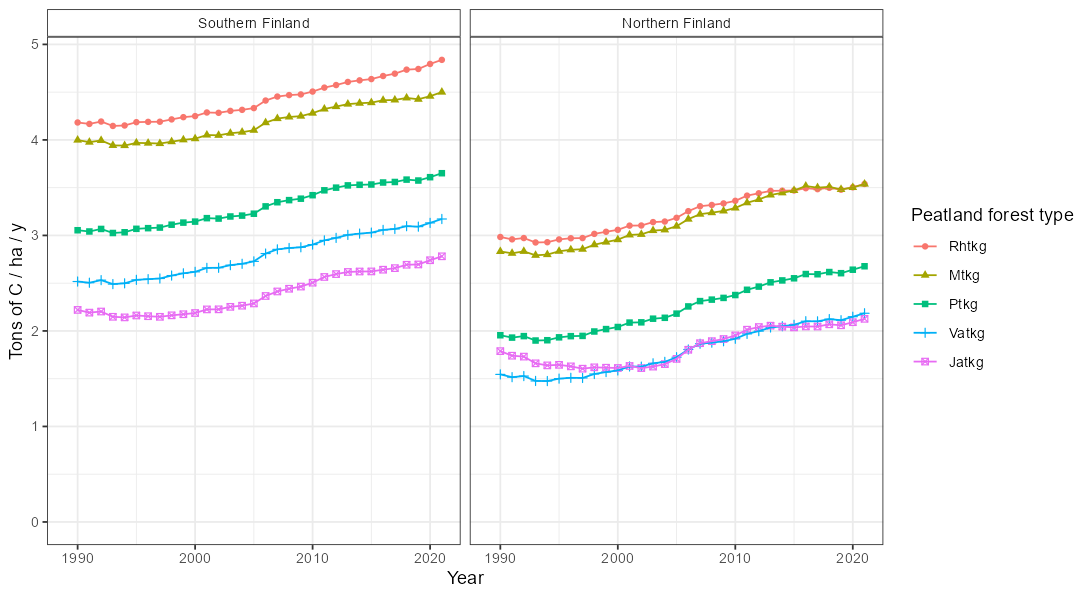 Southern Finland
Northern Finland
Tons of C / ha / y
5
4
3
2
1
0
1990
2000
2010
2020
1990
2000
2010
2020
Year
Peatland forest type
Rhtkg
Mtkg
Ptkg
Vatkg
Jatkg